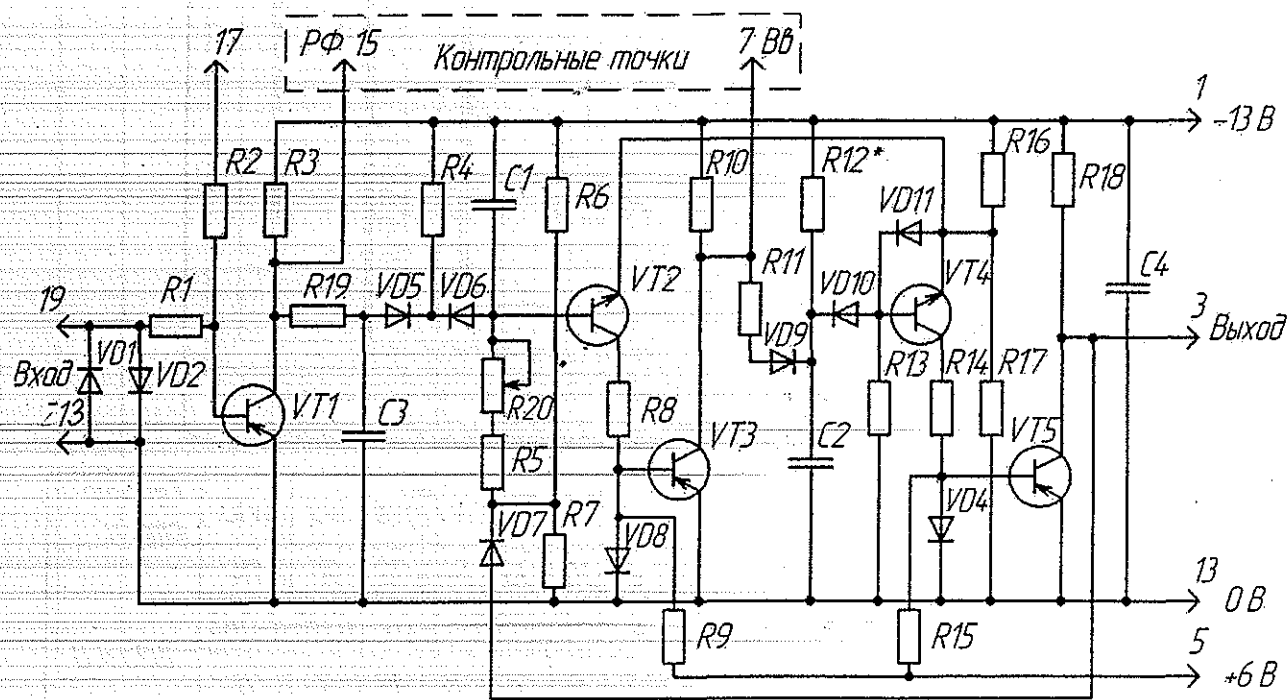 17
РФ 15
Контрольные точки
7 Вв
1
-13 В
R2
R3
R4
C1
R6
R10
R12*
R16
R18
VD11
C4
19
R1
R19
VD5
VD6
VT2
R11
VD10
VT4
3
Выход
Вход
VD1
VD2
VT1
C3
R20
R8
VD9
R13
R14
R17
R5
VT3
C2
VT5
VD7
R7
VD8
VD4
13
0 В
R9
R15
5
+6 В